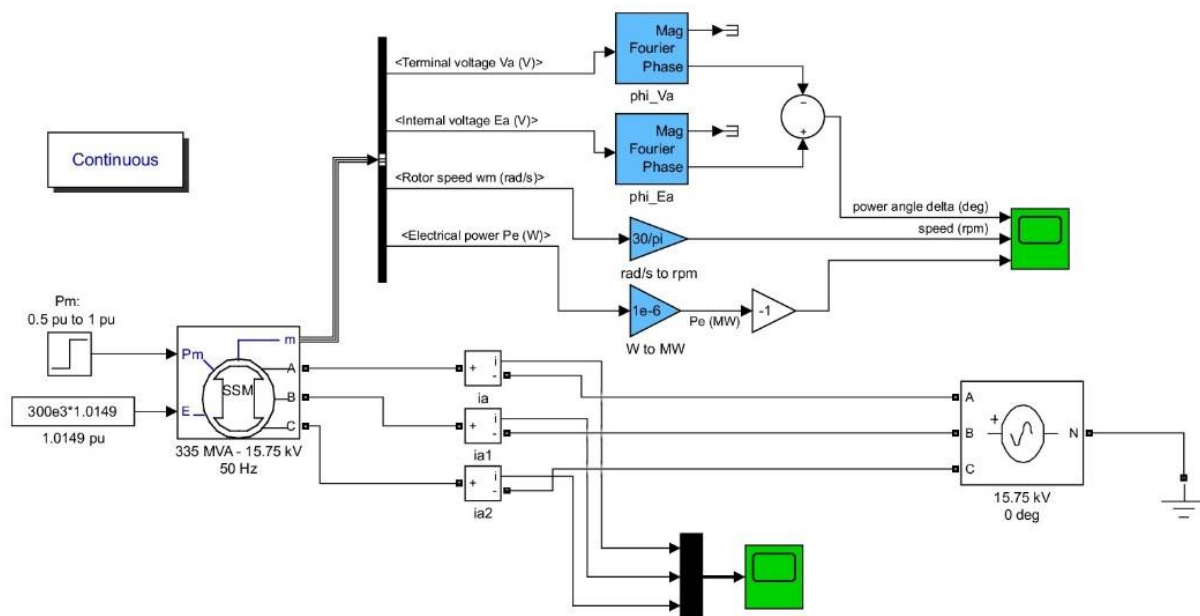 Continuous
<Terminal voltage Va (V)>
<Internal voltage Ea (V)>
<Rotor speed wm (rad/s)>
<Electrical power Pe (W)>
Mag
Fourier
Phase
phi_Va
Mag
Fourier
Phase
phi_Ea
−
+
30/pi
rad/s to rpm
1e-6
W to MW
Pe (MW)
-1
power angle delta (deg)
speed (rpm)
Pm:
0.5 pu to 1 pu
300e3*1.0149
1.0149 pu
Pm
E
SSM
m
A
B
C
335 MVA - 15.75 kV
50 Hz
+
i
-
ia
+
i
-
ia1
+
i
-
ia2
A
B
C
+
N
15.75 kV
0 deg